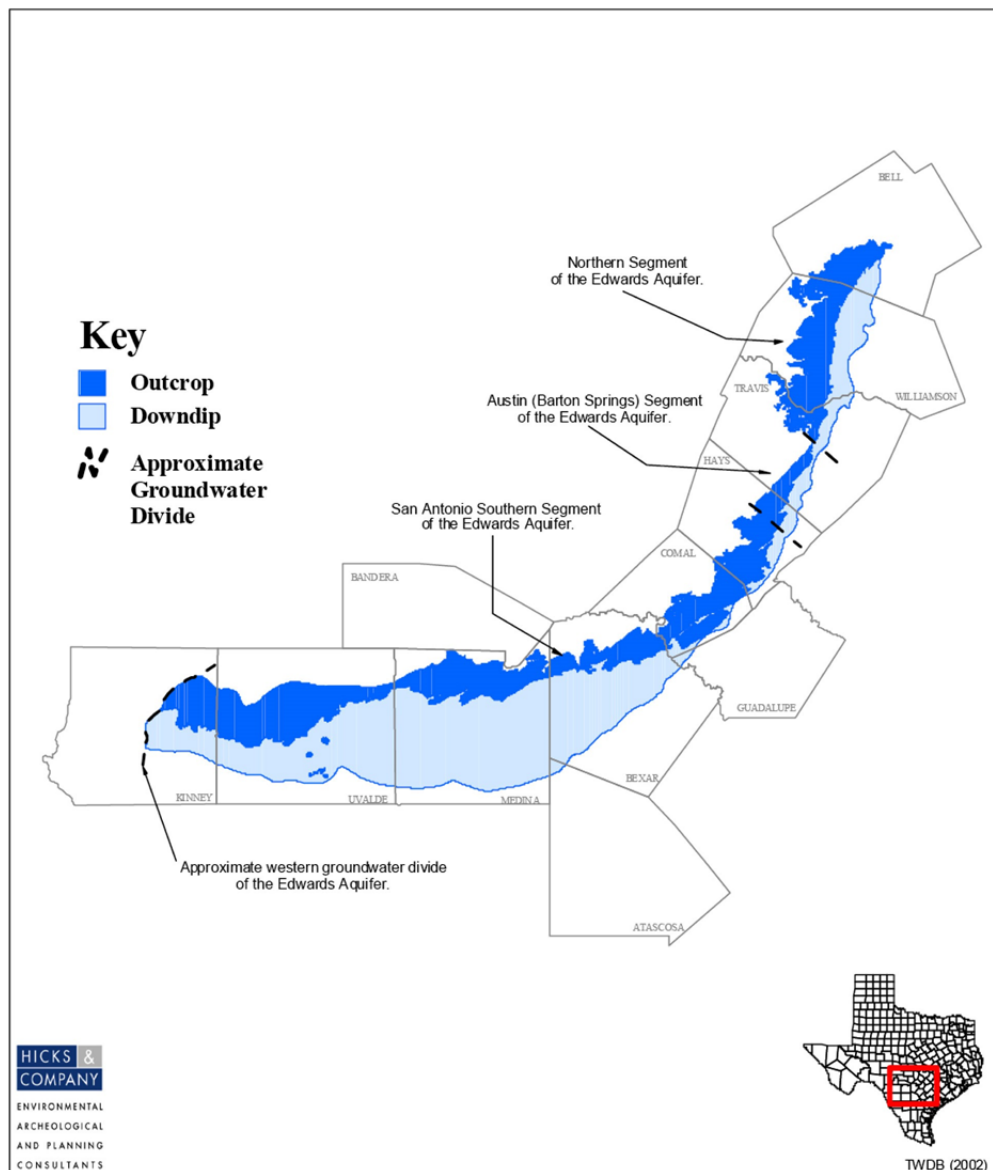 BELL
Northern Segment
of the Edwards Aquifer.
Key
Outcrop
Downdip
Approximate
Groundwater
Divide
TRAVIS
WILLIAMSON
Austin (Barton Springs) Segment
of the Edwards Aquifer.
HAYS
San Antonio Southern Segment
of the Edwards Aquifer.
COMAL
BANDERA
GUADALUPE
BEXAR
KINNEY
UVALDE
MEDINA
Approximate western groundwater divide
of the Edwards Aquifer.
ATASCOSA
HICKS &
COMPANY
ENVIRONMENTAL
ARCHEOLOGICAL
AND PLANNING
CONSULTANTS
TWDB (2002)